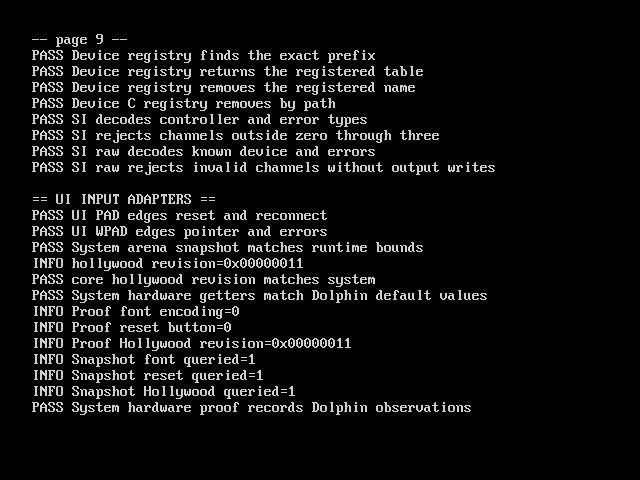 -- page 9 --
PASS Device registry finds the exact prefix
PASS Device registry returns the registered table
PASS Device registry removes the registered name
PASS Device C registry removes by path
PASS SI decodes controller and error types
PASS SI rejects channels outside zero through three
PASS SI raw decodes known device and errors
PASS SI raw rejects invalid channels without output writes
== UI INPUT ADAPTERS ==
PASS UI PAD edges reset and reconnect
PASS UI WPAD edges pointer and errors
PASS System arena snapshot matches runtime bounds
INFO hollywood revision=0x00000011
PASS core hollywood revision matches system
PASS System hardware getters match Dolphin default values
INFO Proof font encoding=0
INFO Proof reset button=0
INFO Proof Hollywood revision=0x00000011
INFO Snapshot font queried=1
INFO Snapshot reset queried=1
INFO Snapshot Hollywood queried=1
PASS System hardware proof records Dolphin observations